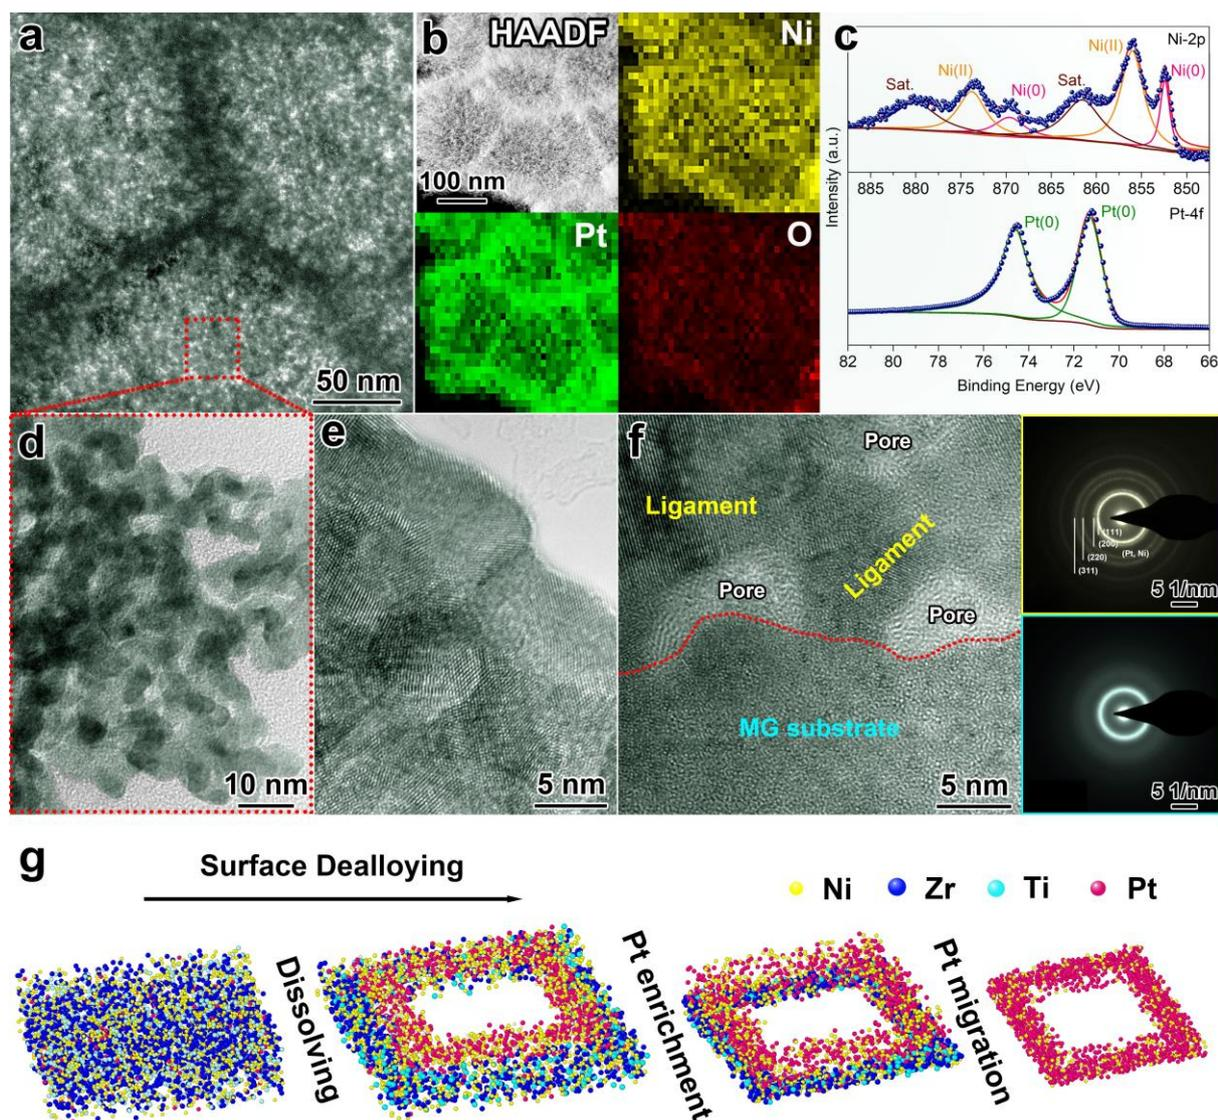 a
50 nm
b
HAADF
100 nm
Ni
Pt
O
c
Ni-2p
Ni(II)
Ni(0)
Sat.
Ni(II)
Ni(0)
Sat.
885 880 875 870 865 860 855 850
Pt-4f
Pt(0)
Pt(0)
82 80 78 76 74 72 70 68 66
Binding Energy (eV)
Intensity (a.u.)
d
10 nm
e
5 nm
f
Pore
Ligament
Ligament
Pore
Pore
MG substrate
5 nm
(111)
(200)
(220)
(311)
(Pt, Ni)
5 1/nm
5 1/nm
g
Surface Dealloying
Ni Zr Ti Pt
Dissolving
Pt enrichment
Pt migration